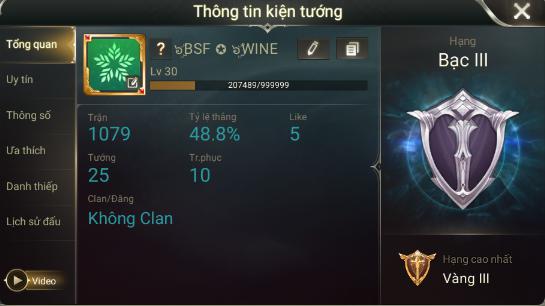 Thông tin kiện tướng
Tổng quan
Uy tín
Thông số
Ưa thích
Danh thiếp
Lịch sử đấu
Video
?
ঌBSF ✪ ঌWINE
Lv 30
207489/999999
Trận
1079
Tỷ lệ thắng
48.8%
Like
5
Tướng
25
Tr.phục
10
Clan/Đảng
Không Clan
Hạng
Bạc III
Hạng cao nhất
Vàng III